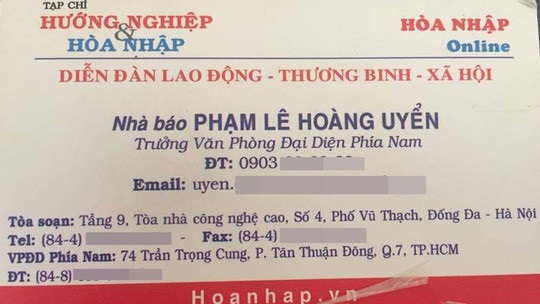 TẠP CHÍ
HƯỚNG NGHIỆP
& HÒA NHẬP
HÒA NHẬP
Online
DIỄN ĐÀN LAO ĐỘNG - THƯƠNG BINH - XÃ HỘI
Nhà báo PHẠM LÊ HOÀNG UYỂN
Trưởng Văn Phòng Đại Diện Phía Nam
ĐT: 0903
Email: uyen.
Tòa soạn: Tầng 9, Tòa nhà công nghệ cao, Số 4, Phố Vũ Thạch, Đống Đa - Hà Nội
Tel: (84-4) - Fax: (84-4)
VPĐD Phía Nam: 74 Trần Trọng Cung, P. Tân Thuận Đông, Q.7, TP.HCM
ĐT: (84-8)
Hoanhap.vn